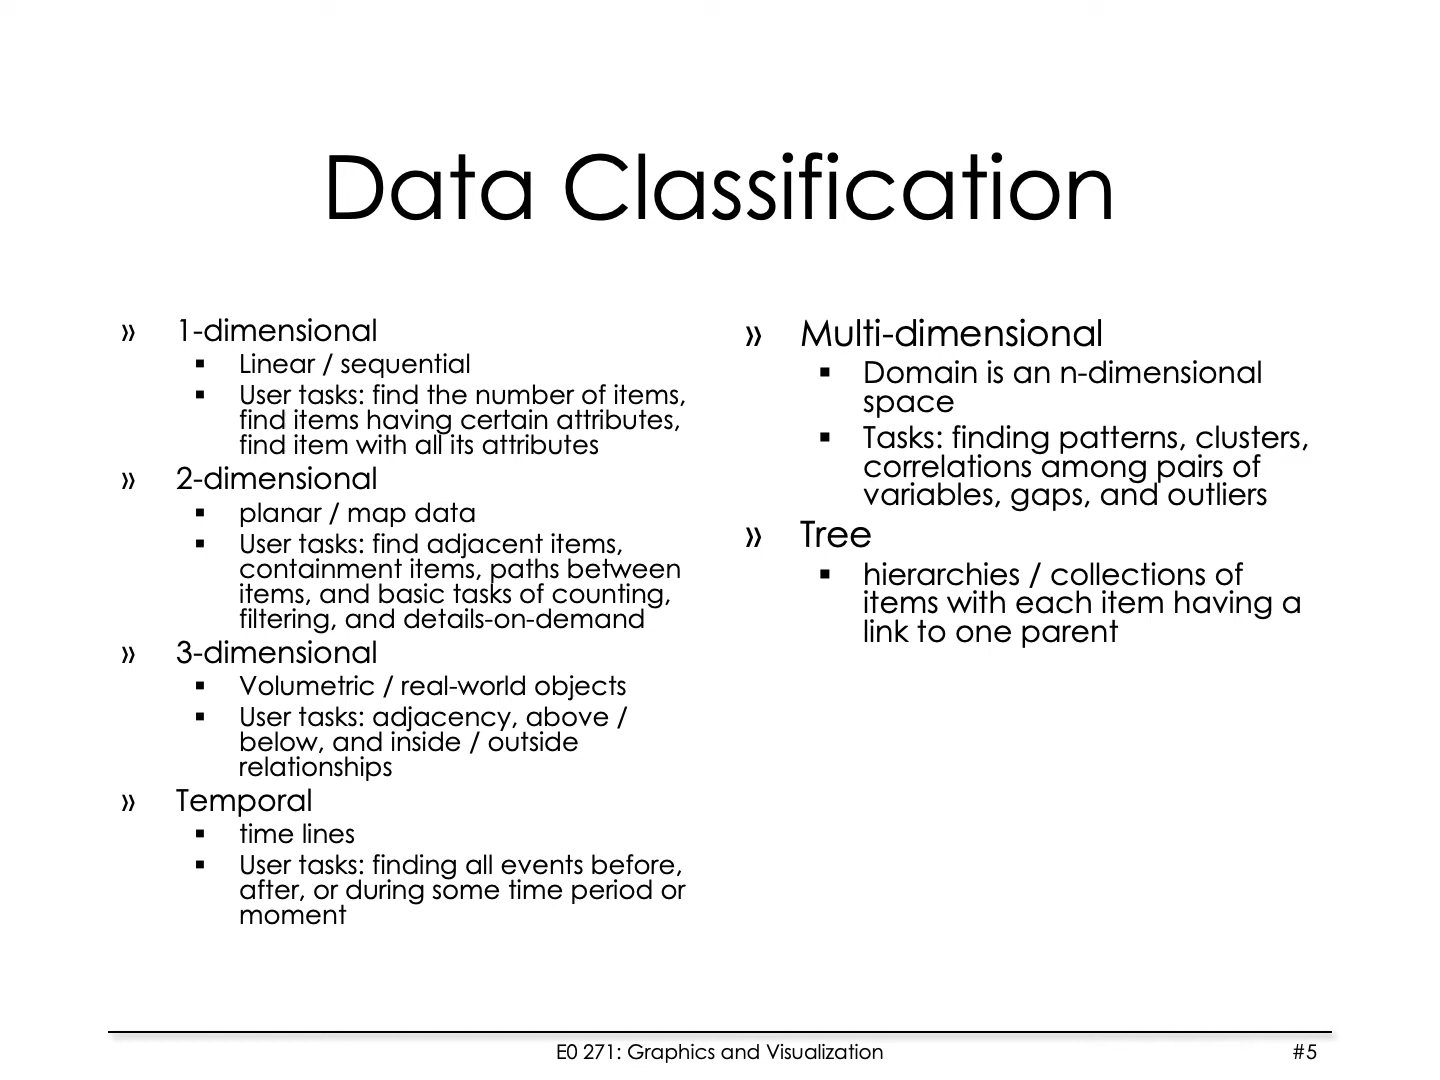 Data Classification
» 1-dimensional
▪ Linear / sequential
▪ User tasks: find the number of items,
find items having certain attributes,
find item with all its attributes
» 2-dimensional
▪ planar / map data
▪ User tasks: find adjacent items,
containment items, paths between
items, and basic tasks of counting,
filtering, and details-on-demand
» 3-dimensional
▪ Volumetric / real-world objects
▪ User tasks: adjacency, above /
below, and inside / outside
relationships
» Temporal
▪ time lines
▪ User tasks: finding all events before,
after, or during some time period or
moment
» Multi-dimensional
▪ Domain is an n-dimensional
space
▪ Tasks: finding patterns, clusters,
correlations among pairs of
variables, gaps, and outliers
» Tree
▪ hierarchies / collections of
items with each item having a
link to one parent
E0 271: Graphics and Visualization
#5